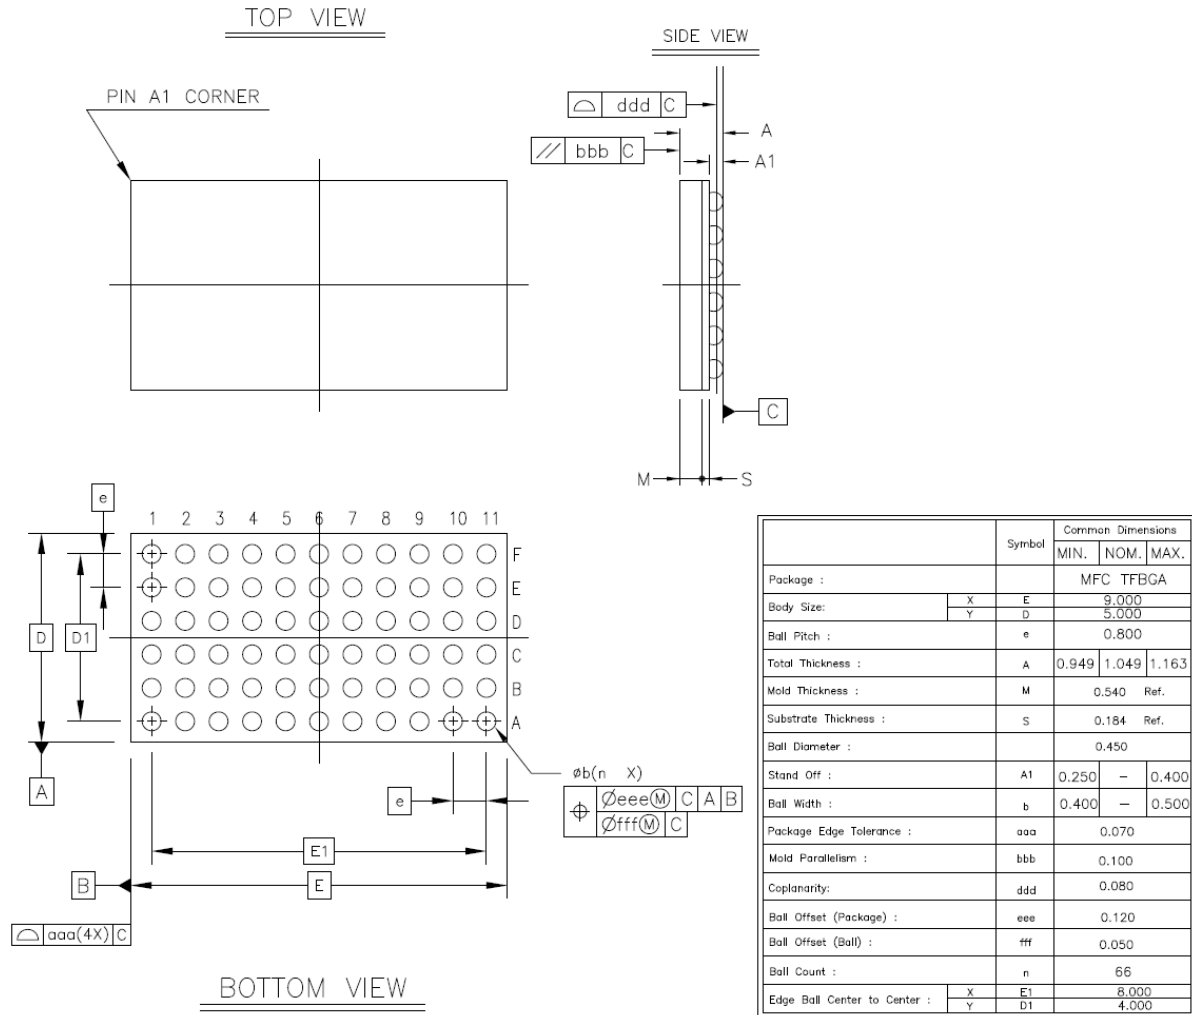 TOP VIEW
SIDE VIEW
PIN A1 CORNER
ddd C
A
// bbb C
A1
C
M S
e
1 2 3 4 5 6 7 8 9 10 11
F
E
D
C
B
A
D D1
A
øb(n X)
e
Øeee Ⓜ C A B
Øfff Ⓜ C
E1
B E
aaa(4X) C
BOTTOM VIEW
Symbol Common Dimensions
MIN. NOM. MAX.
Package : MFC TFBGA
Body Size: X E 9.000
Y D 5.000
Ball Pitch : e 0.800
Total Thickness : A 0.949 1.049 1.163
Mold Thickness : M 0.540 Ref.
Substrate Thickness : S 0.184 Ref.
Ball Diameter : 0.450
Stand Off : A1 0.250 – 0.400
Ball Width : b 0.400 – 0.500
Package Edge Tolerance : aaa 0.070
Mold Parallelism : bbb 0.100
Coplanarity: ddd 0.080
Ball Offset (Package) : eee 0.120
Ball Offset (Ball) : fff 0.050
Ball Count : n 66
Edge Ball Center to Center : X E1 8.000
Y D1 4.000